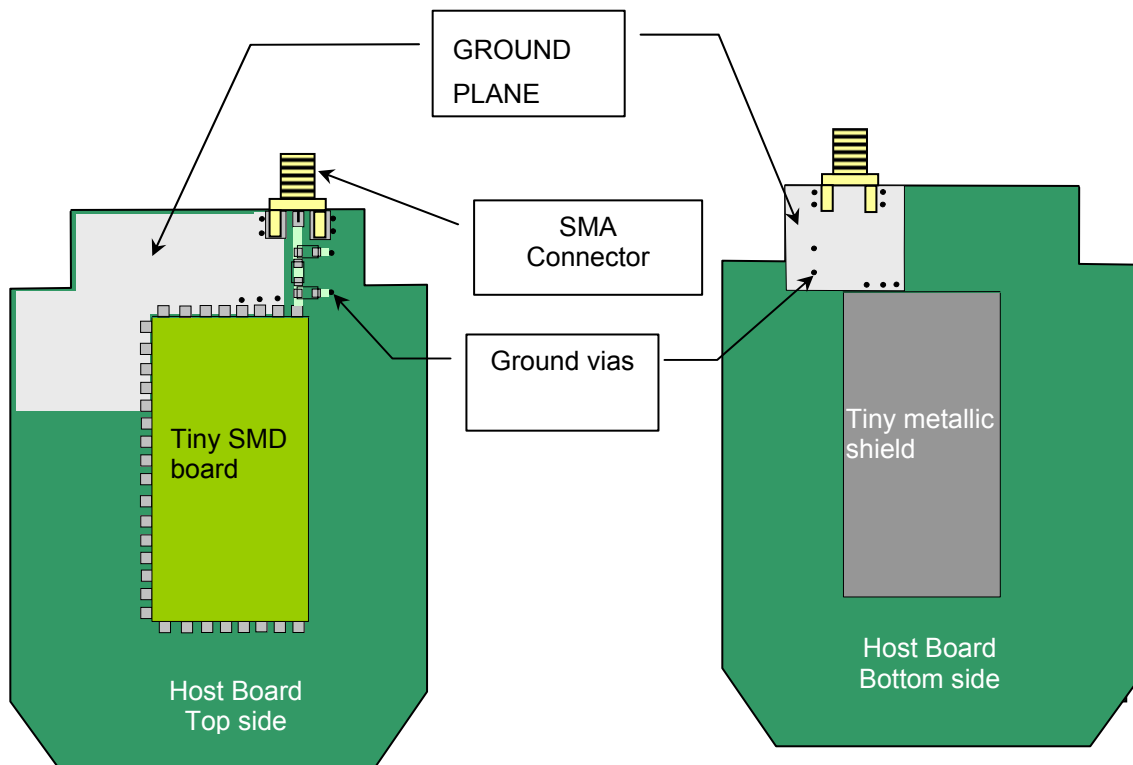 GROUND
PLANE
SMA
Connector
Ground vias
Tiny SMD
board
Tiny metallic
shield
Host Board
Top side
Host Board
Bottom side